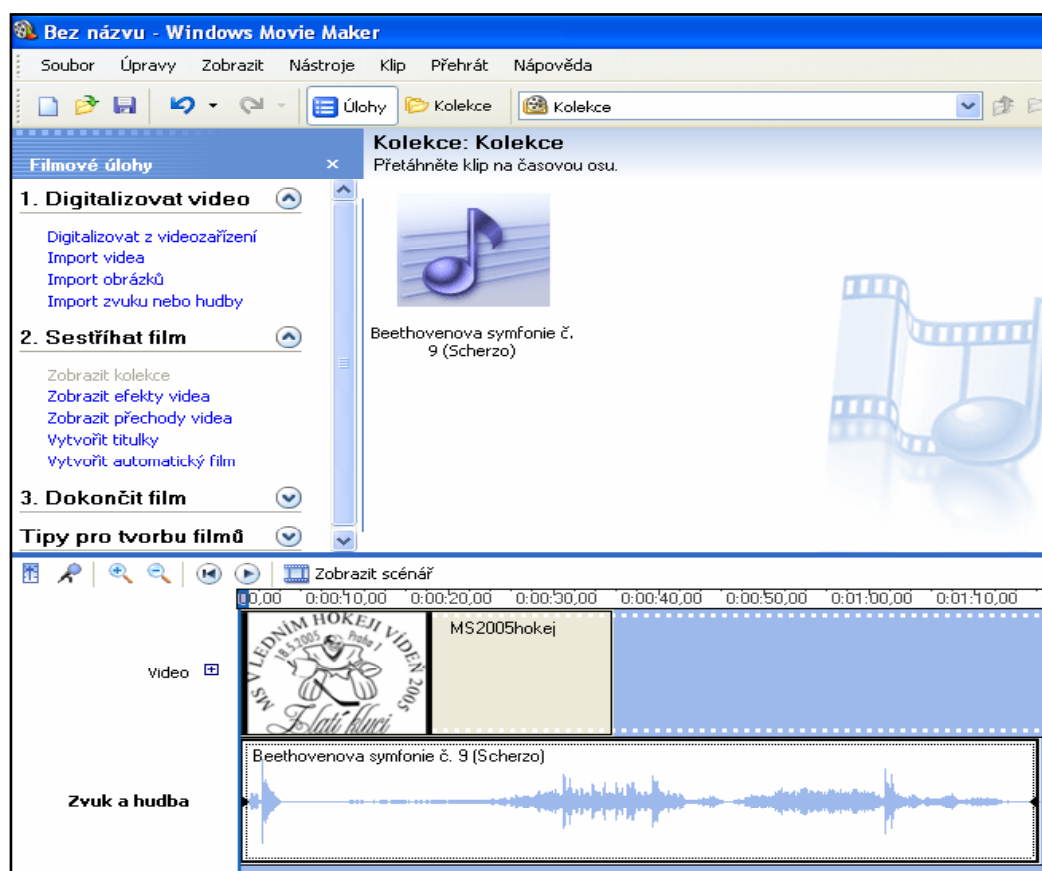 Bez názvu - Windows Movie Maker
Soubor Úpravy Zobrazit Nástroje Klip Přehrát Nápověda
Úlohy Kolekce Kolekce
Filmové úlohy
Kolekce: Kolekce
Přetáhněte klip na časovou osu.
1. Digitalizovat video
Digitalizovat z videozařízení
Import videa
Import obrázků
Import zvuku nebo hudby
2. Sestříhat film
Zobrazit kolekce
Zobrazit efekty videa
Zobrazit přechody videa
Vytvořit titulky
Vytvořit automatický film
3. Dokončit film
Tipy pro tvorbu filmů
Beethovenova symfonie č.
9 (Scherzo)
Zobrazit scénář
0,00 0:00:10,00 0:00:20,00 0:00:30,00 0:00:40,00 0:00:50,00 0:01:00,00 0:01:10,00
Video
MS V LEDNÍM HOKEJI VÍDEŇ 2005
18.5.2005 Praha 1
Zlatí kluci
MS2005hokej
Zvuk a hudba
Beethovenova symfonie č. 9 (Scherzo)